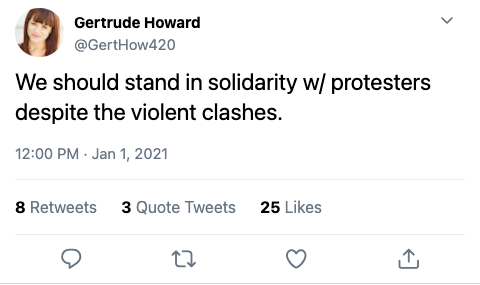 Gertrude Howard
@GertHow420
We should stand in solidarity w/ protesters
despite the violent clashes.
12:00 PM · Jan 1, 2021
8 Retweets 3 Quote Tweets 25 Likes